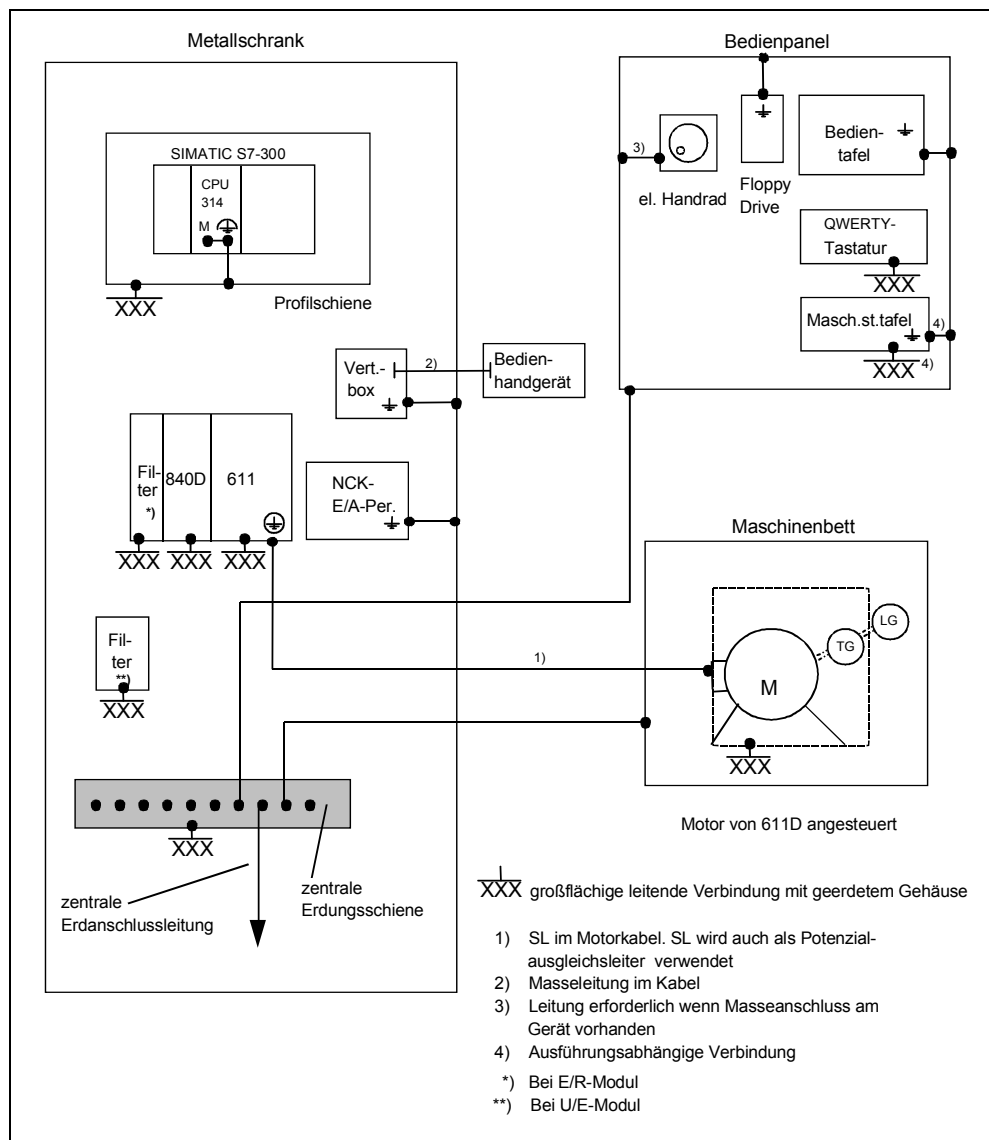 Metallschrank
SIMATIC S7-300
CPU
314
M
XXX
Profilschiene
Vert.-
box
2)
Bedien-
handgerät
Fil-
ter
*)
840D
611
XXX
XXX
XXX
NCK-
E/A-Per.
Fil-
ter
**)
XXX
1)
XXX
zentrale
Erdanschlussleitung
zentrale
Erdungsschiene
Bedienpanel
3)
el. Handrad
Floppy
Drive
Bedien-
tafel
QWERTY-
Tastatur
XXX
Masch.st.tafel
4)
XXX
4)
Maschinenbett
M
TG
LG
XXX
Motor von 611D angesteuert
XXX großflächige leitende Verbindung mit geerdetem Gehäuse
1) SL im Motorkabel. SL wird auch als Potenzial-
ausgleichsleiter verwendet
2) Masseleitung im Kabel
3) Leitung erforderlich wenn Masseanschluss am
Gerät vorhanden
4) Ausführungsabhängige Verbindung
*) Bei E/R-Modul
**) Bei U/E-Modul